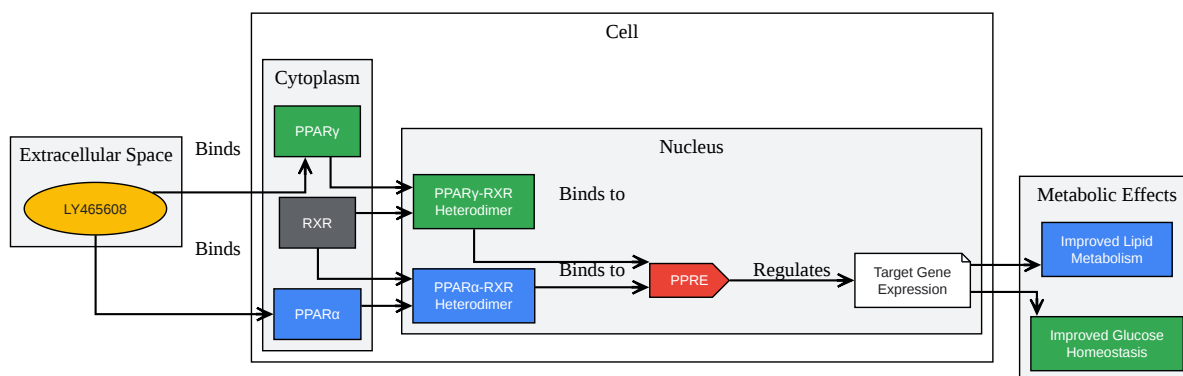 Cell
Cytoplasm
PPARγ
Binds
Nucleus
Extracellular Space
LY465608
PPARγ-RXR
Heterodimer
Binds to
Metabolic Effects
RXR
Improved Lipid
Metabolism
Binds
Binds to
Regulates
PPARα-RXR
Heterodimer
PPRE
Target Gene
Expression
PPARα
Improved Glucose
Homeostasis